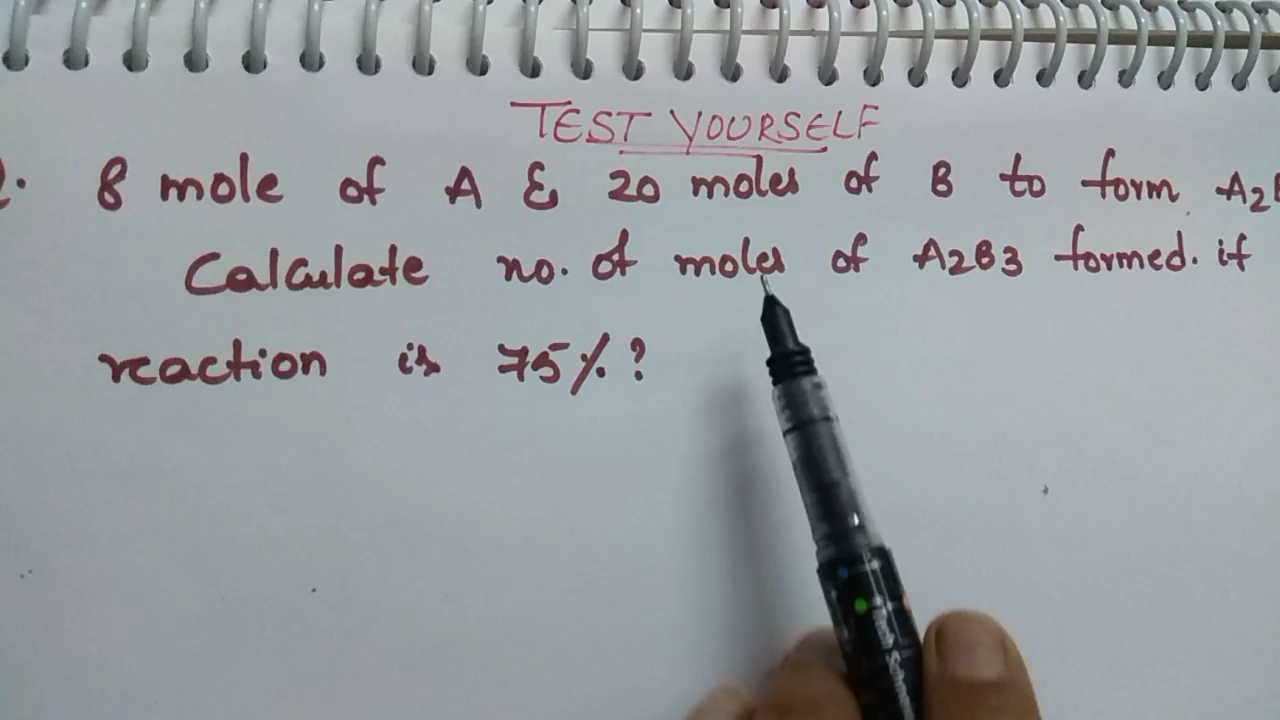 TEST YOURSELF
8 mole of A & 20 moles of B to form A2B
Calculate no. of moles of A2B3 formed. if
reaction is 75%?